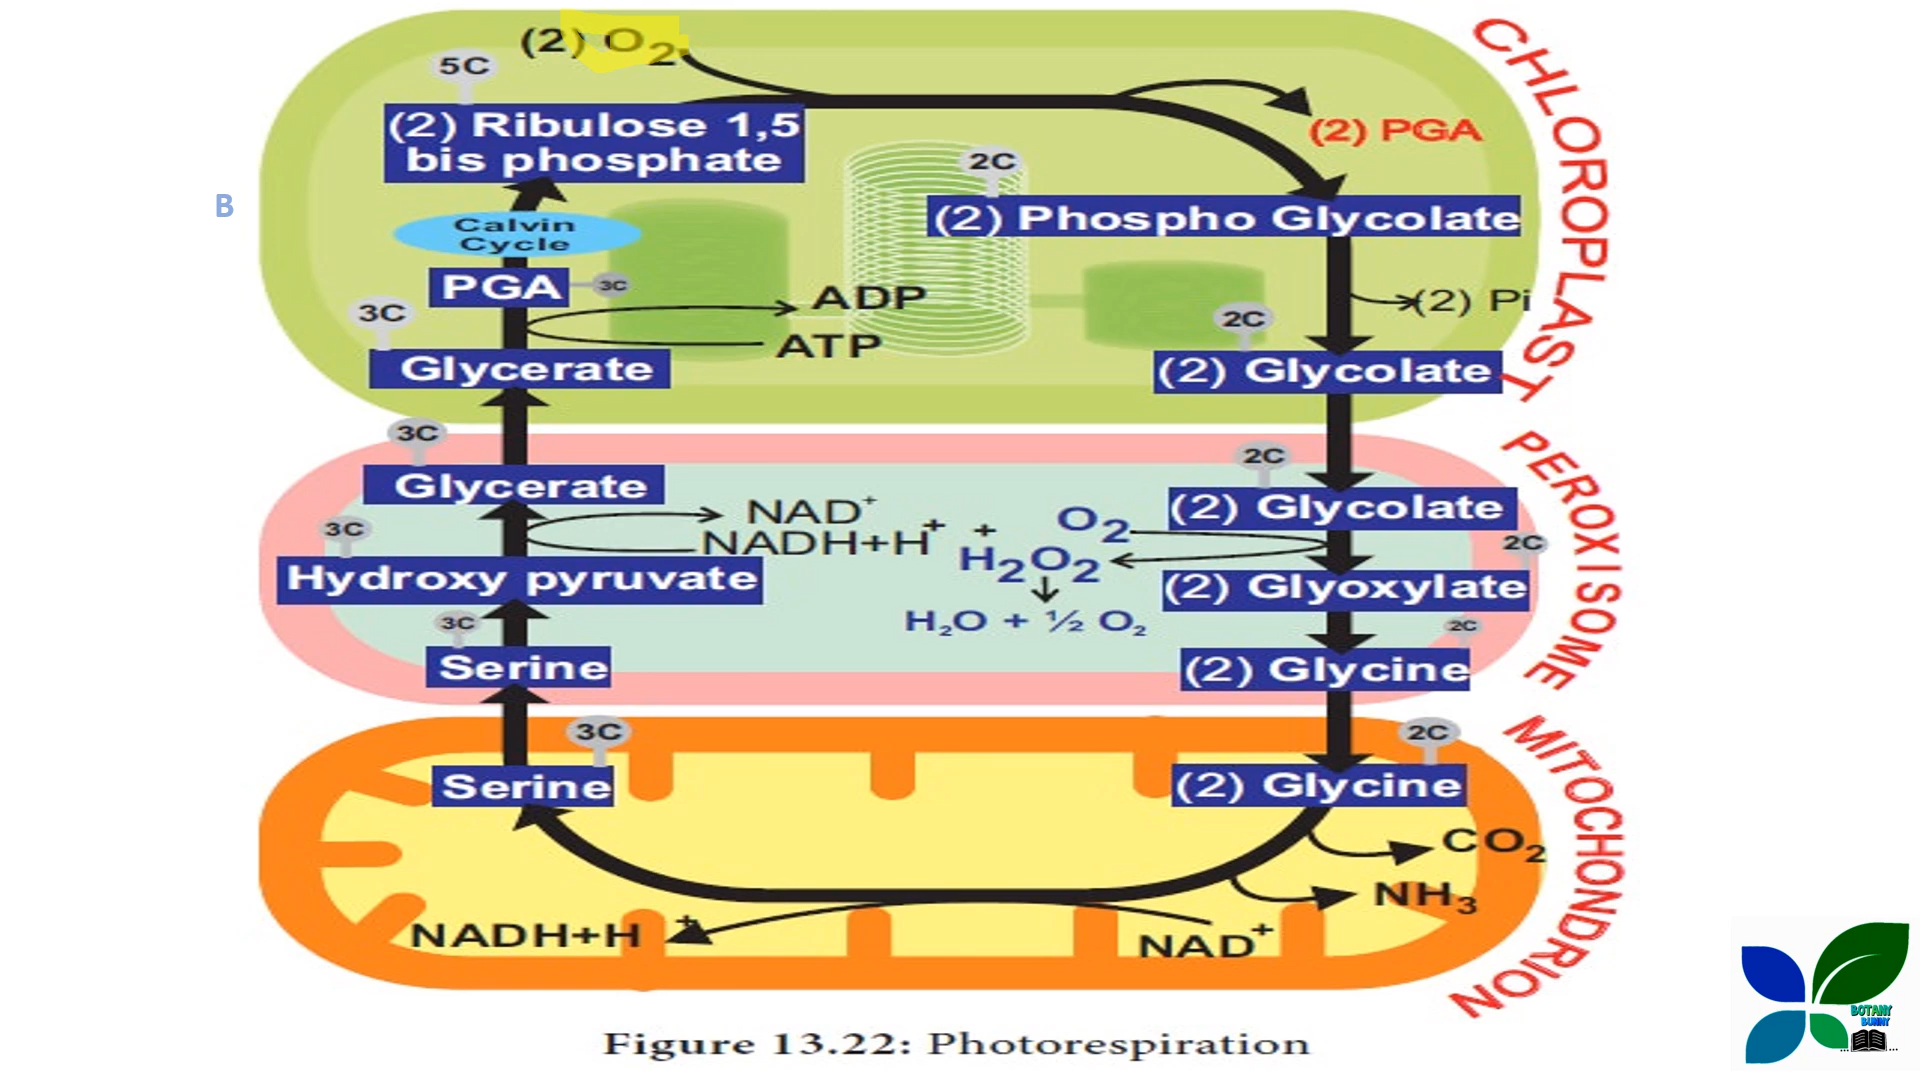 (2) O2
5C
(2) Ribulose 1,5
bis phosphate
(2) PGA
2C
(2) Phospho Glycolate
B
Calvin
Cycle
PGA
3C
ADP
(2) Pi
3C
ATP
2C
Glycerate
(2) Glycolate
CHLOROPLAST
3C
Glycerate
2C
(2) Glycolate
NAD+
NADH+H+
+
O2
H2O2
3C
2C
Hydroxy pyruvate
(2) Glyoxylate
H2O + ½ O2
3C
2C
Serine
(2) Glycine
PEROXISOME
3C
Serine
2C
(2) Glycine
CO2
NH3
NADH+H+
NAD+
MITOCHONDRION
Figure 13.22: Photorespiration
BOTANY
BUNNY